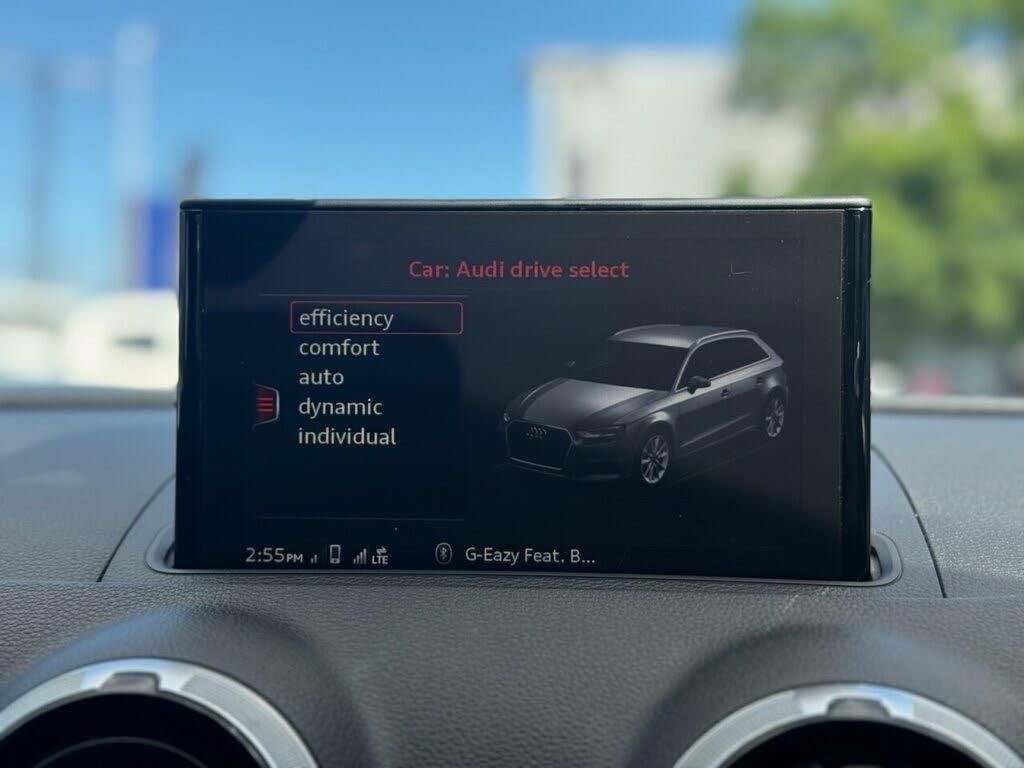 Car: Audi drive select
efficiency
comfort
auto
dynamic
individual
2:55PM LTE G-Eazy Feat. B...